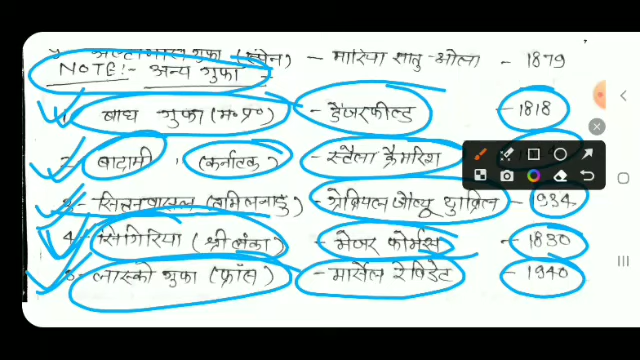 अल्तामीरा गुफा (स्पेन) - मारिया सातु-ओला - 1879
NOTE:- अन्य गुफा
1. बाघ गुफा (म॰प्र॰) - डेंजरफील्ड - 1818
2. बादामी (कर्नाटक) - स्टैला क्रैमरिश
3. सित्तनवासल (तमिलनाडु) - - 1934
4. सिगिरिया (श्रीलंका) - मेजर फोर्मस - 1830
5. लास्को गुफा (फ्रांस) - मार्सेल रेविडेट - 1940